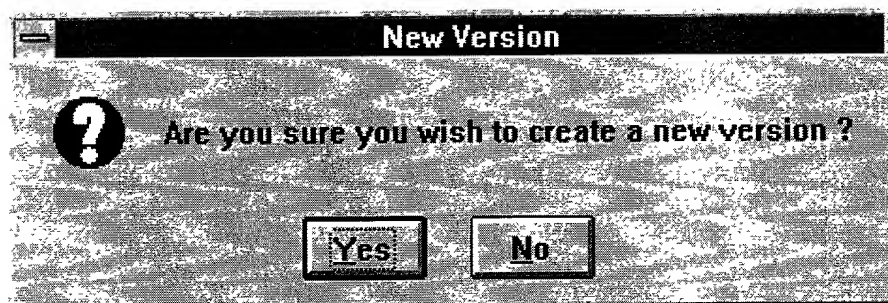 New Version
Are you sure you wish to create a new version ?
Yes
No